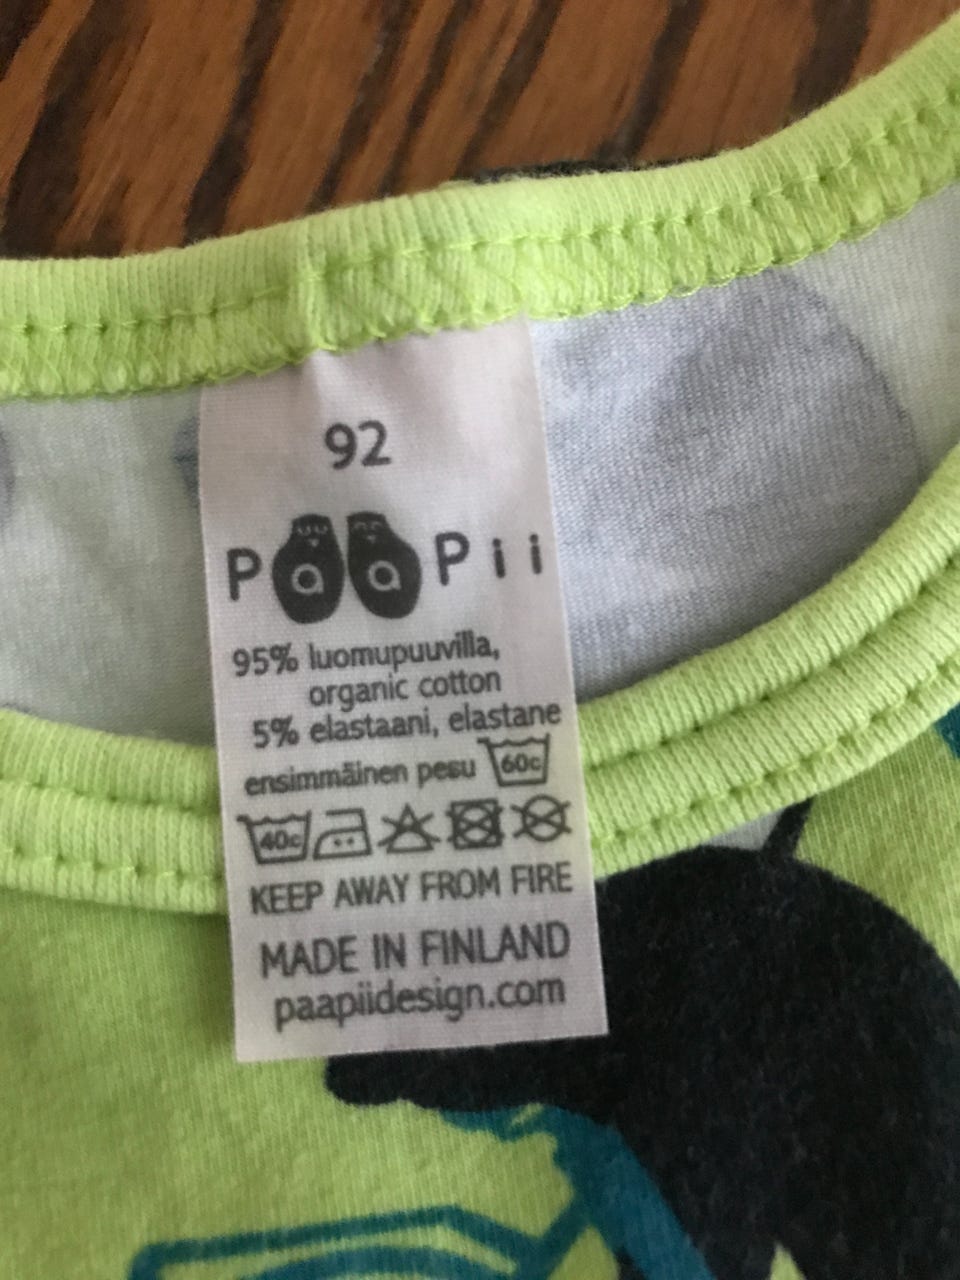 92
PaaPii
95% luomupuuvilla,
organic cotton
5% elastaani, elastane
ensimmäinen pesu 60c
40c
KEEP AWAY FROM FIRE
MADE IN FINLAND
paapiidesign.com